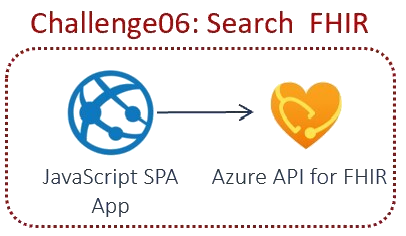 Challenge06: Search FHIR
JavaScript SPA
App
Azure API for FHIR